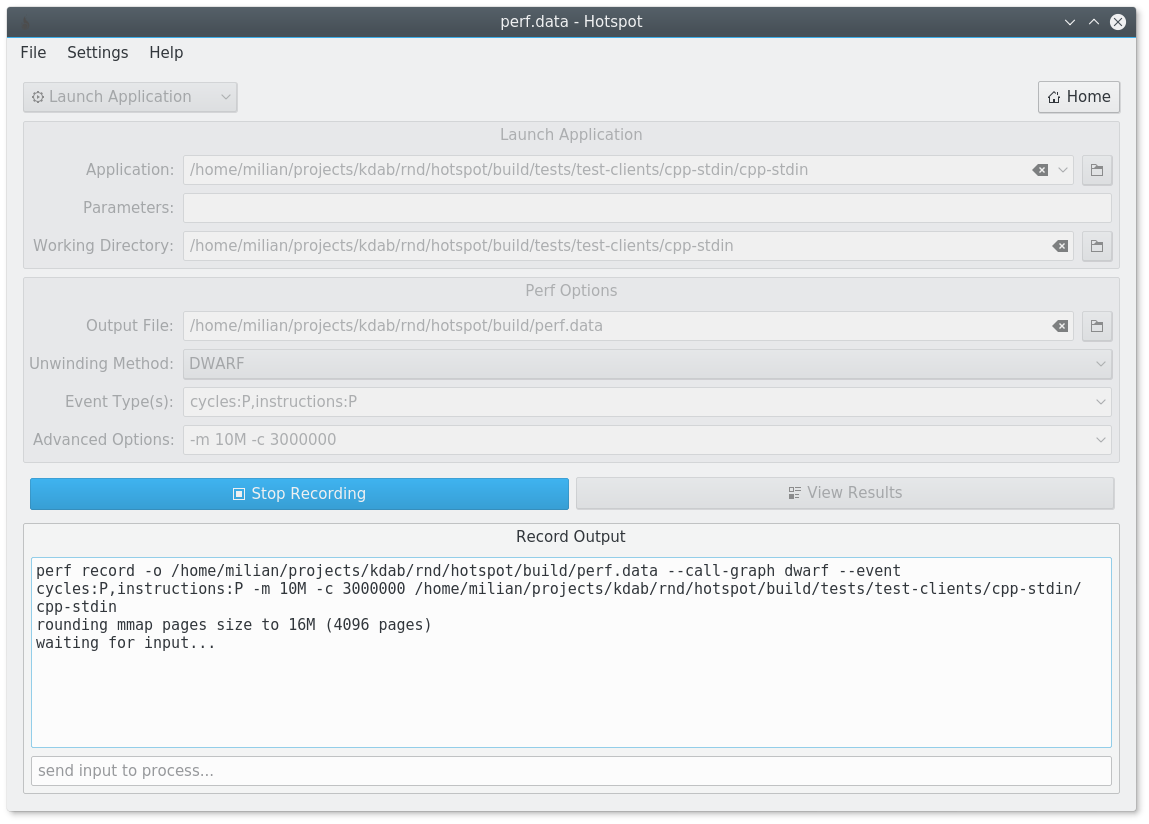 perf.data - Hotspot
File Settings Help
Launch Application
Home
Launch Application
Application: /home/milian/projects/kdab/rnd/hotspot/build/tests/test-clients/cpp-stdin/cpp-stdin
Parameters:
Working Directory: /home/milian/projects/kdab/rnd/hotspot/build/tests/test-clients/cpp-stdin
Perf Options
Output File: /home/milian/projects/kdab/rnd/hotspot/build/perf.data
Unwinding Method: DWARF
Event Type(s): cycles:P,instructions:P
Advanced Options: -m 10M -c 3000000
Stop Recording
View Results
Record Output
perf record -o /home/milian/projects/kdab/rnd/hotspot/build/perf.data --call-graph dwarf --event
cycles:P,instructions:P -m 10M -c 3000000 /home/milian/projects/kdab/rnd/hotspot/build/tests/test-clients/cpp-stdin/
cpp-stdin
rounding mmap pages size to 16M (4096 pages)
waiting for input...
send input to process...